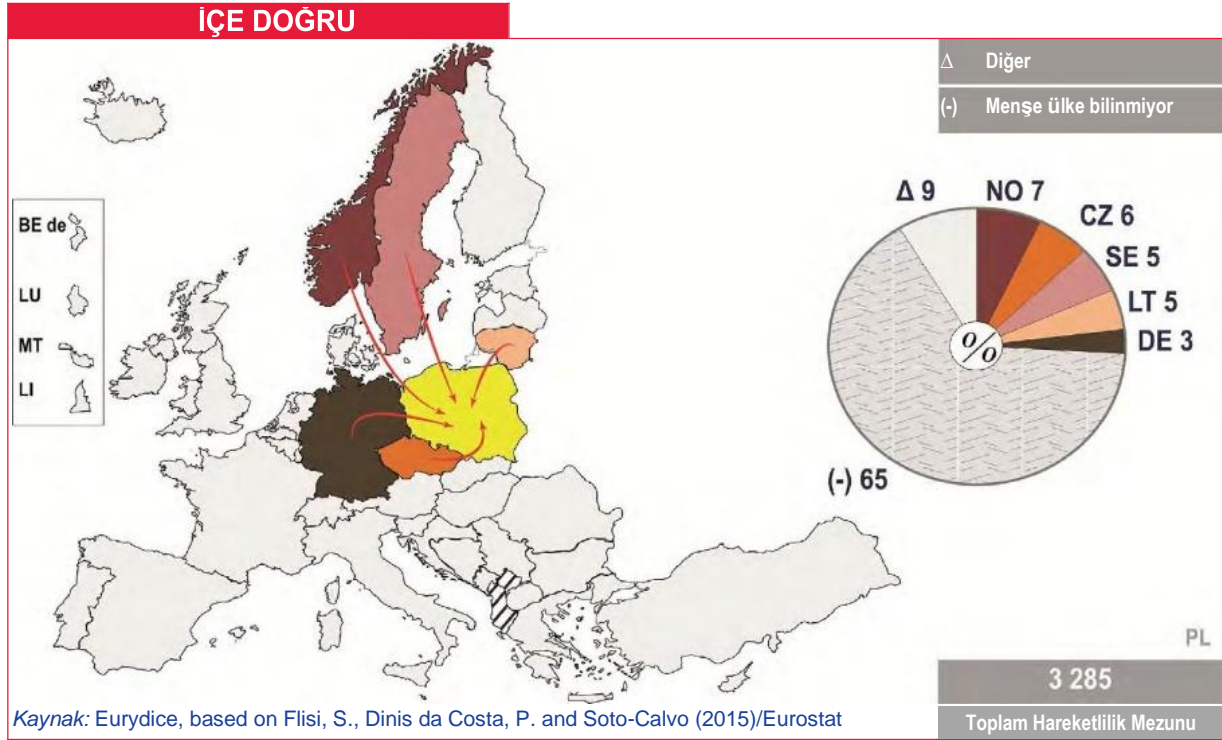 İÇE DOĞRU
Δ Diğer
(-) Menşe ülke bilinmiyor
BE de
LU
MT
LI
Δ 9
NO 7
CZ 6
SE 5
LT 5
DE 3
%
(-) 65
PL
3 285
Toplam Hareketlilik Mezunu
Kaynak: Eurydice, based on Flisi, S., Dinis da Costa, P. and Soto-Calvo (2015)/Eurostat